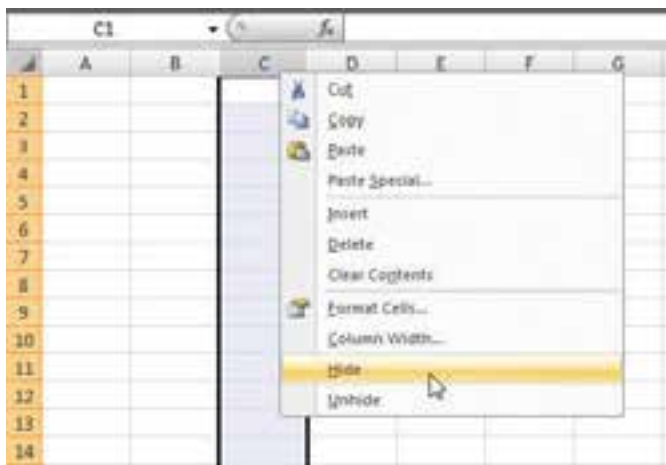 C1 fx
A B C D E F G
1
2
3
4
5
6
7
8
9
10
11
12
13
14
Cut
Copy
Paste
Paste Special...
Insert
Delete
Clear Contents
Format Cells...
Column Width...
Hide
Unhide